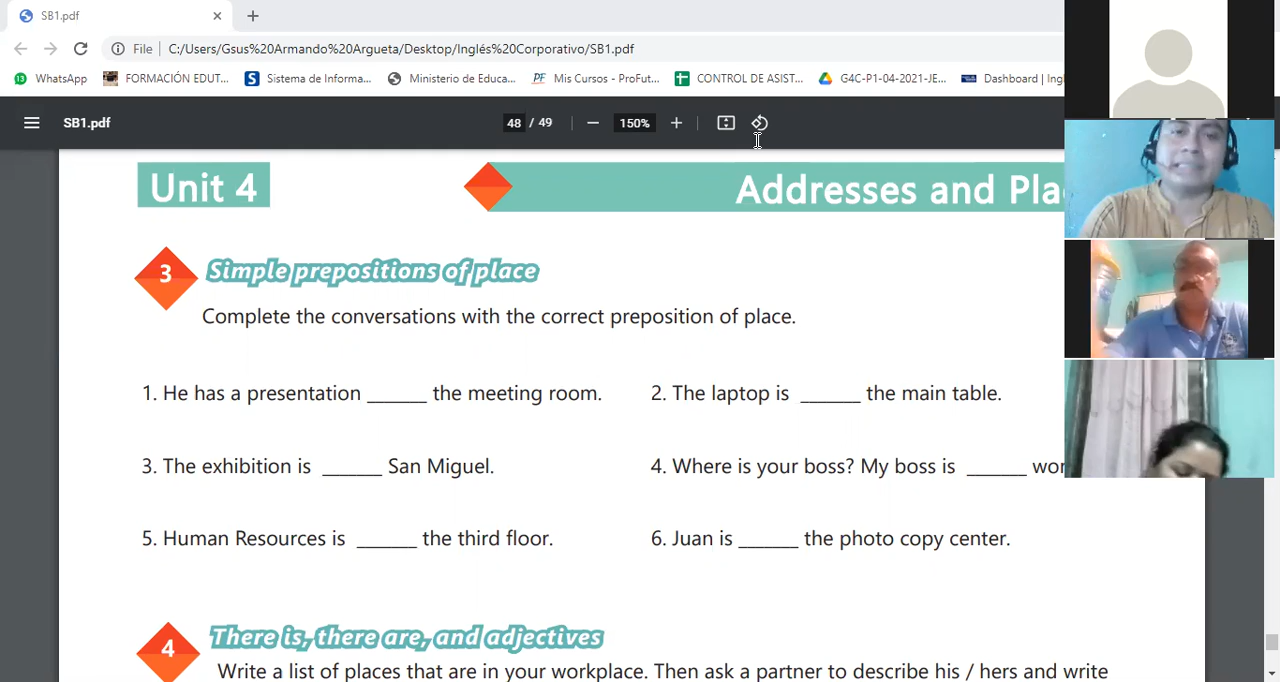 SB1.pdf
File C:/Users/Gsus%20Armando%20Argueta/Desktop/Inglés%20Corporativo/SB1.pdf
13 WhatsApp FORMACIÓN EDUT... S Sistema de Informa... Ministerio de Educa... PF Mis Cursos - ProFut... CONTROL DE ASIST... G4C-P1-04-2021-JE... Dashboard | Ingl
SB1.pdf 48 / 49 150%
Unit 4 Addresses and Pla
3 Simple prepositions of place
Complete the conversations with the correct preposition of place.
1. He has a presentation ______ the meeting room. 2. The laptop is ______ the main table.
3. The exhibition is ______ San Miguel. 4. Where is your boss? My boss is ______ wor
5. Human Resources is ______ the third floor. 6. Juan is ______ the photo copy center.
4 There is, there are, and adjectives
Write a list of places that are in your workplace. Then ask a partner to describe his / hers and write